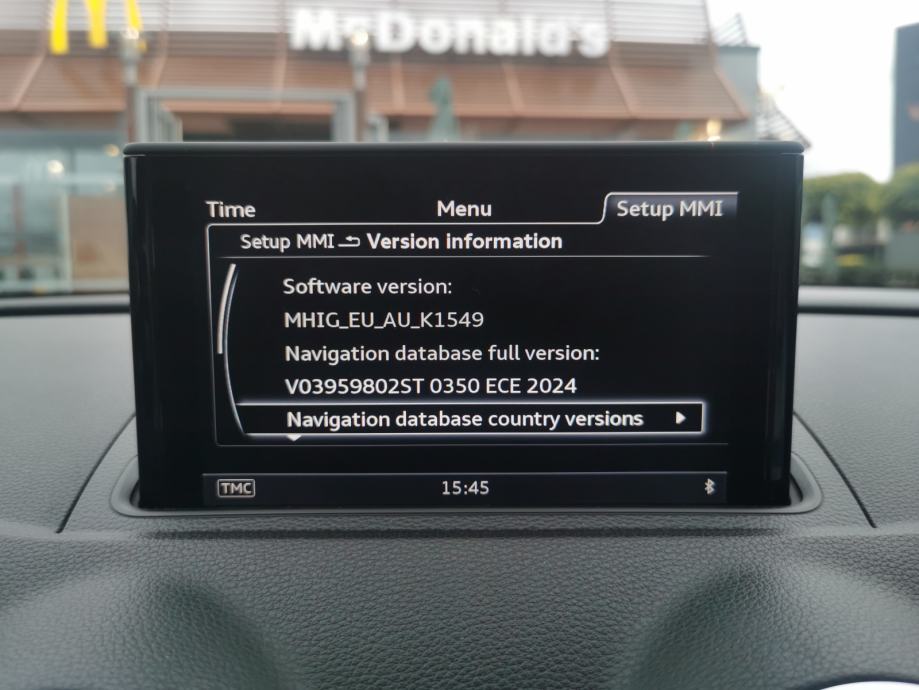 McDonald's
Time Menu Setup MMI
Setup MMI Version information
Software version:
MHIG_EU_AU_K1549
Navigation database full version:
V03959802ST 0350 ECE 2024
Navigation database country versions
TMC 15:45